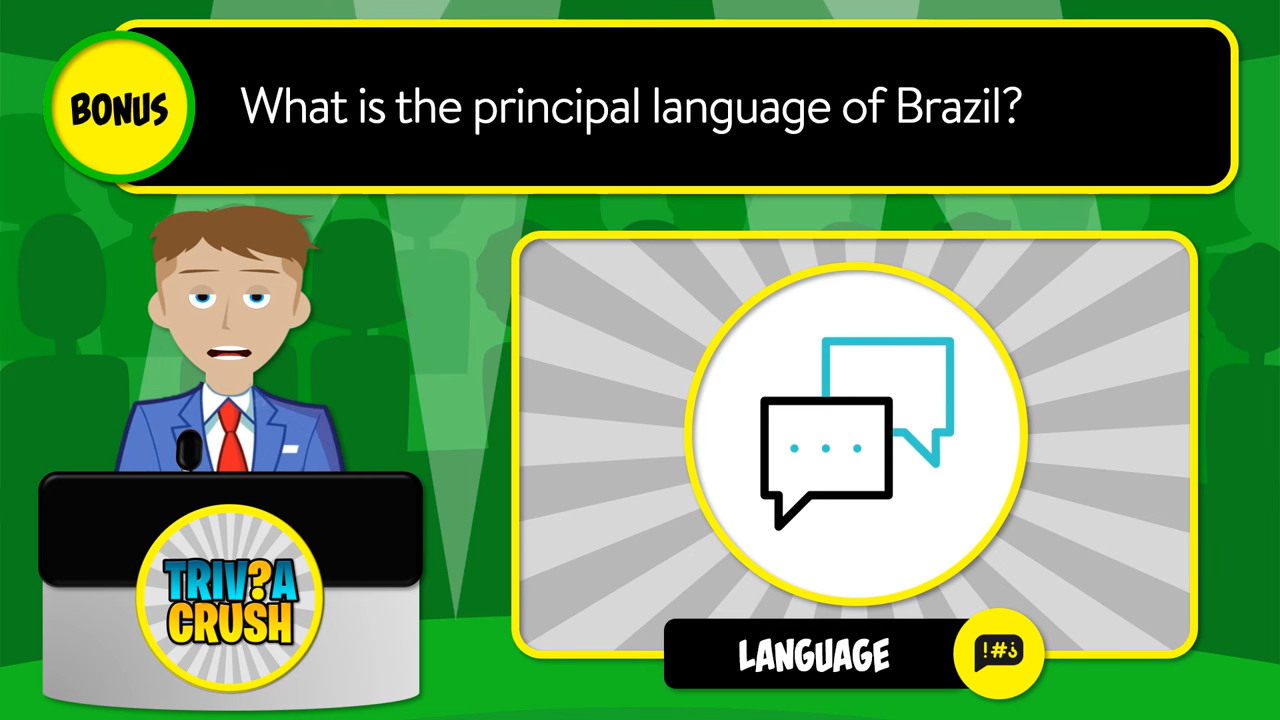 BONUS
What is the principal language of Brazil?
TRIV?A
CRUSH
LANGUAGE
!#¿